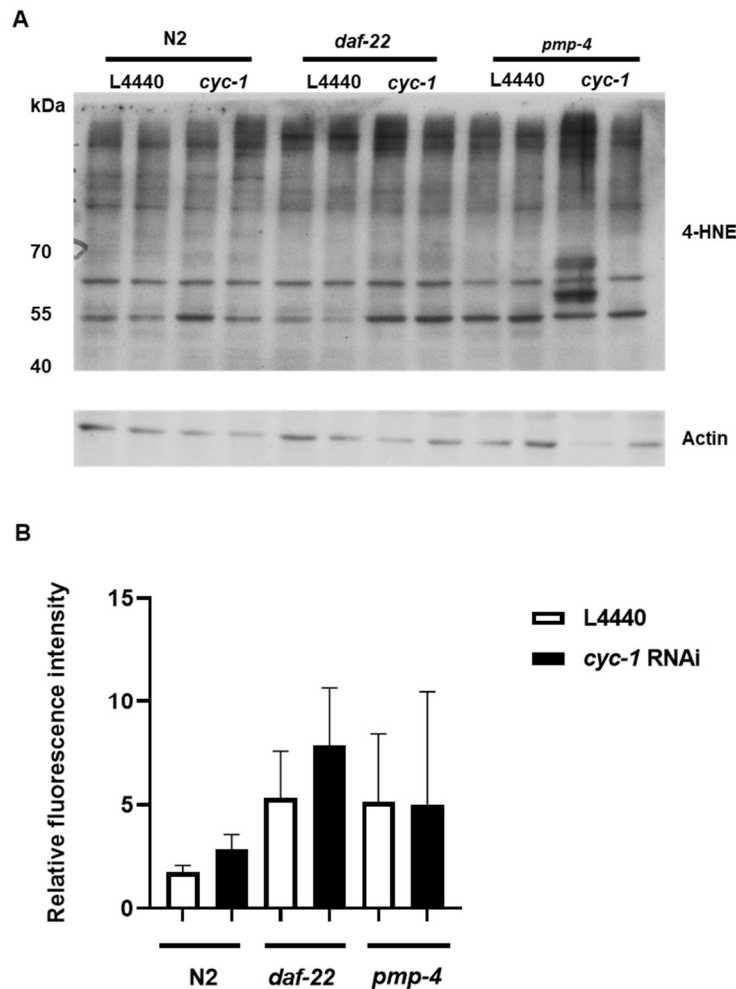 A
N2 daf-22 pmp-4
L4440 cyc-1 L4440 cyc-1 L4440 cyc-1
kDa
4-HNE
70
55
40
Actin
B
Relative fluorescence intensity
15
10
5
0
L4440
cyc-1 RNAi
N2 daf-22 pmp-4